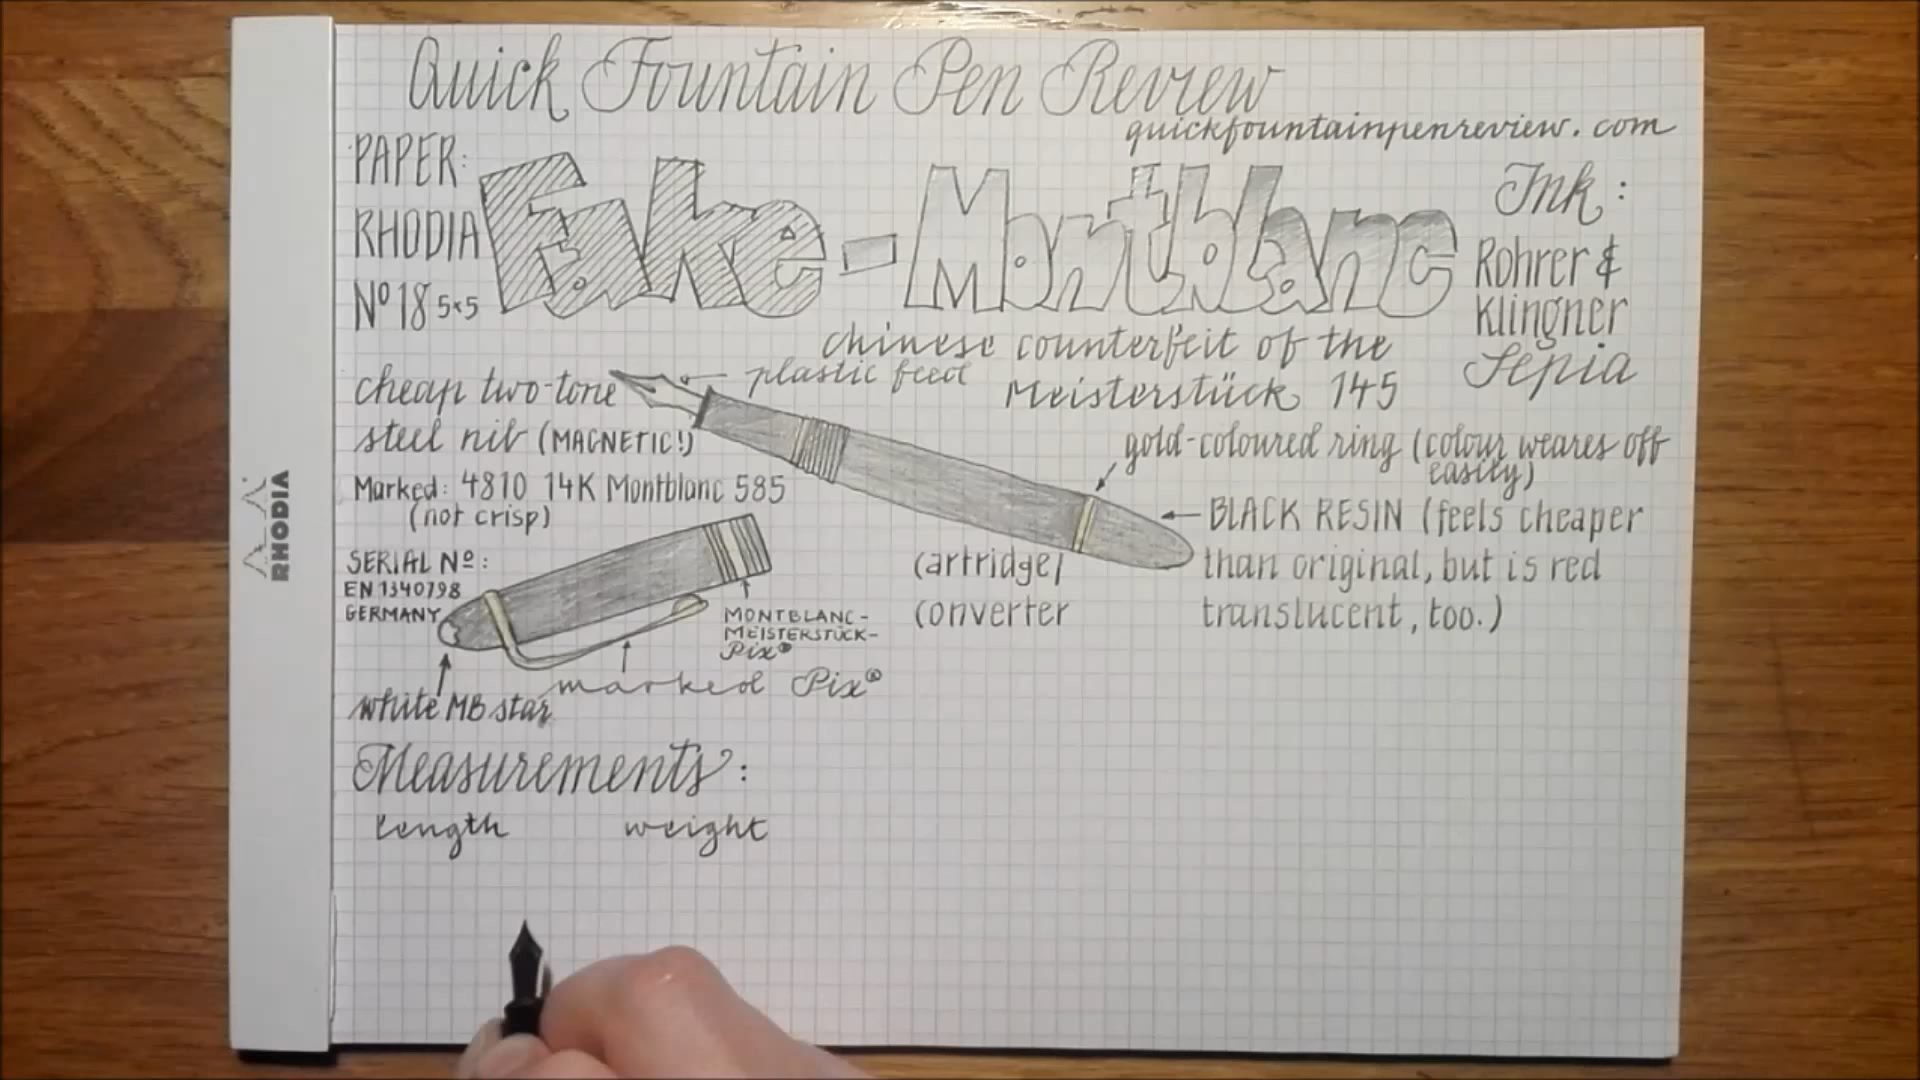 Quick Fountain Pen Review
quickfountainpenreview.com
PAPER:
RHODIA
Nº 18 5x5
Fake-Montblanc
chinese counterfeit of the
Meisterstück 145
Ink:
Rohrer &
Klingner
Sepia
plastic feed
cheap two-tone
steel nib (MAGNETIC!)
Marked: 4810 14K Montblanc 585
(not crisp)
gold-coloured ring (colour weares off
easily)
BLACK RESIN (feels cheaper
than original, but is red
translucent, too.)
Cartridge/
Converter
SERIAL Nº:
EN1340798
GERMANY
MONTBLANC-
MEISTERSTÜCK-
Pix®
marked Pix®
white MB star
Measurements:
length weight
RHODIA